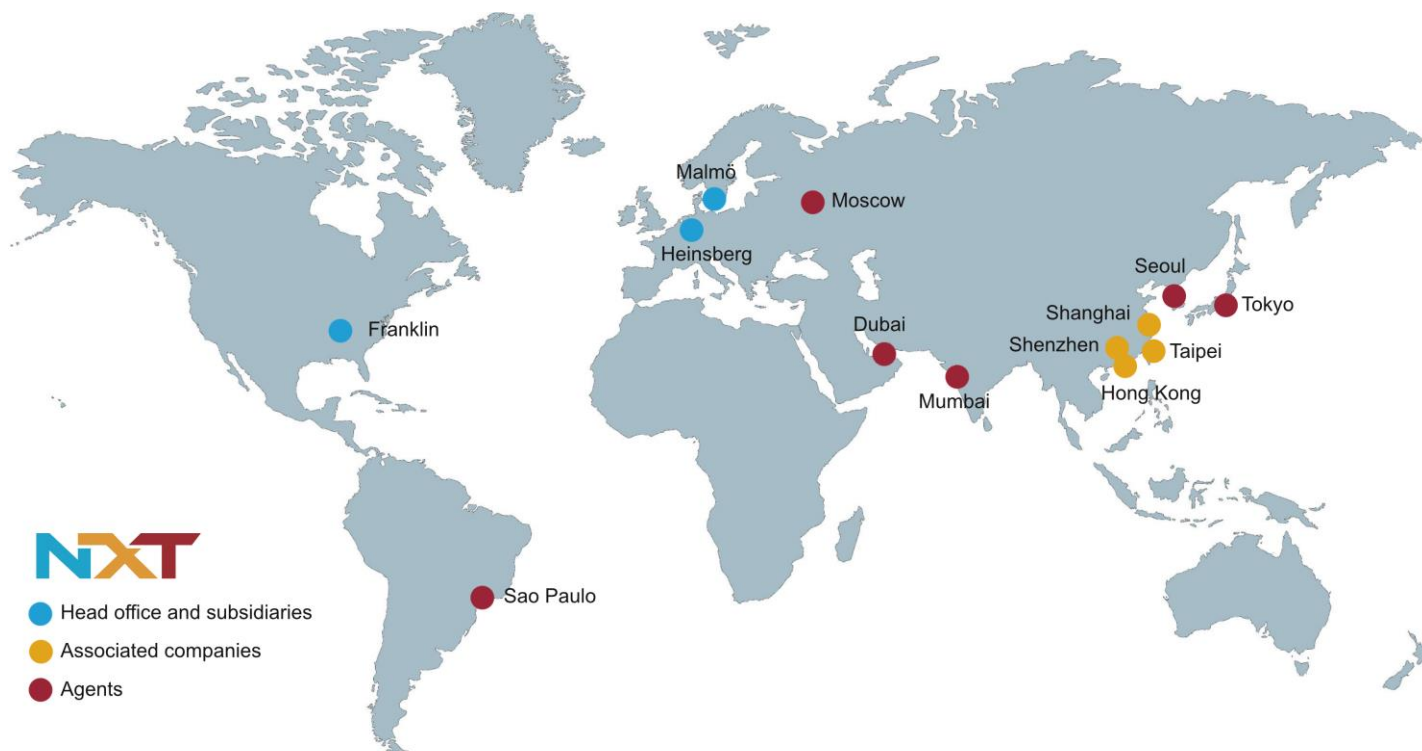 Malmö
Moscow
Heinsberg
Seoul
Franklin
Shanghai
Tokyo
Dubai
Shenzhen
Taipei
Mumbai
Hong Kong
Sao Paulo
NXT
Head office and subsidiaries
Associated companies
Agents